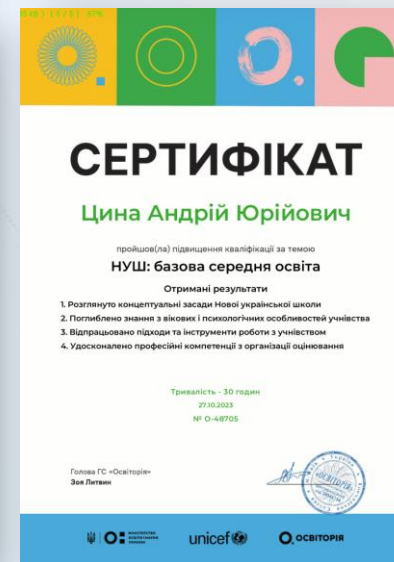 СЕРТИФІКАТ
Цина Андрій Юрійович
пройшов(ла) підвищення кваліфікації за темою
НУШ: базова середня освіта
Отримані результати
1. Розглянуто концептуальні засади Нової української школи
2. Поглиблено знання з вікових і психологічних особливостей учнівства
3. Відпрацьовано підходи та інструменти роботи з учнівством
4. Удосконалено професійні компетенції з організації оцінювання
Тривалість - 30 годин
27.10.2023
№ О-48705
Голова ГС «Освіторія»
Зоя Литвин
unicef
ОСВІТОРІЯ